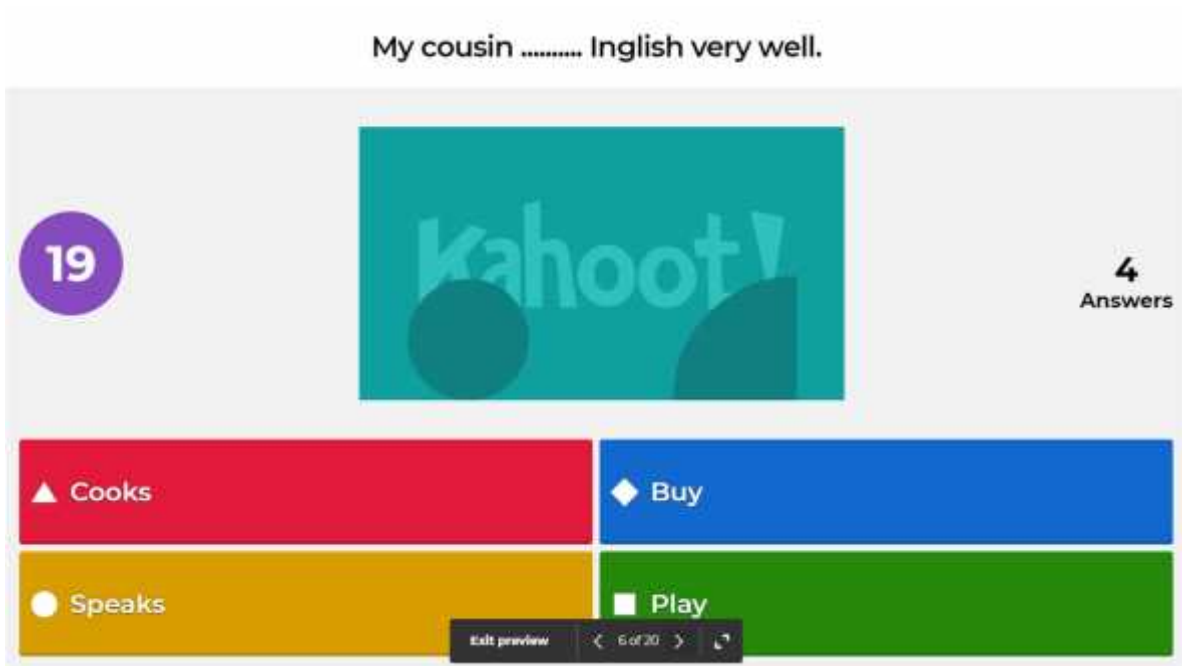 My cousin .......... Inglish very well.
19
Kahoot!
4
Answers
Cooks
Buy
Speaks
Play
Exit preview
6 of 20